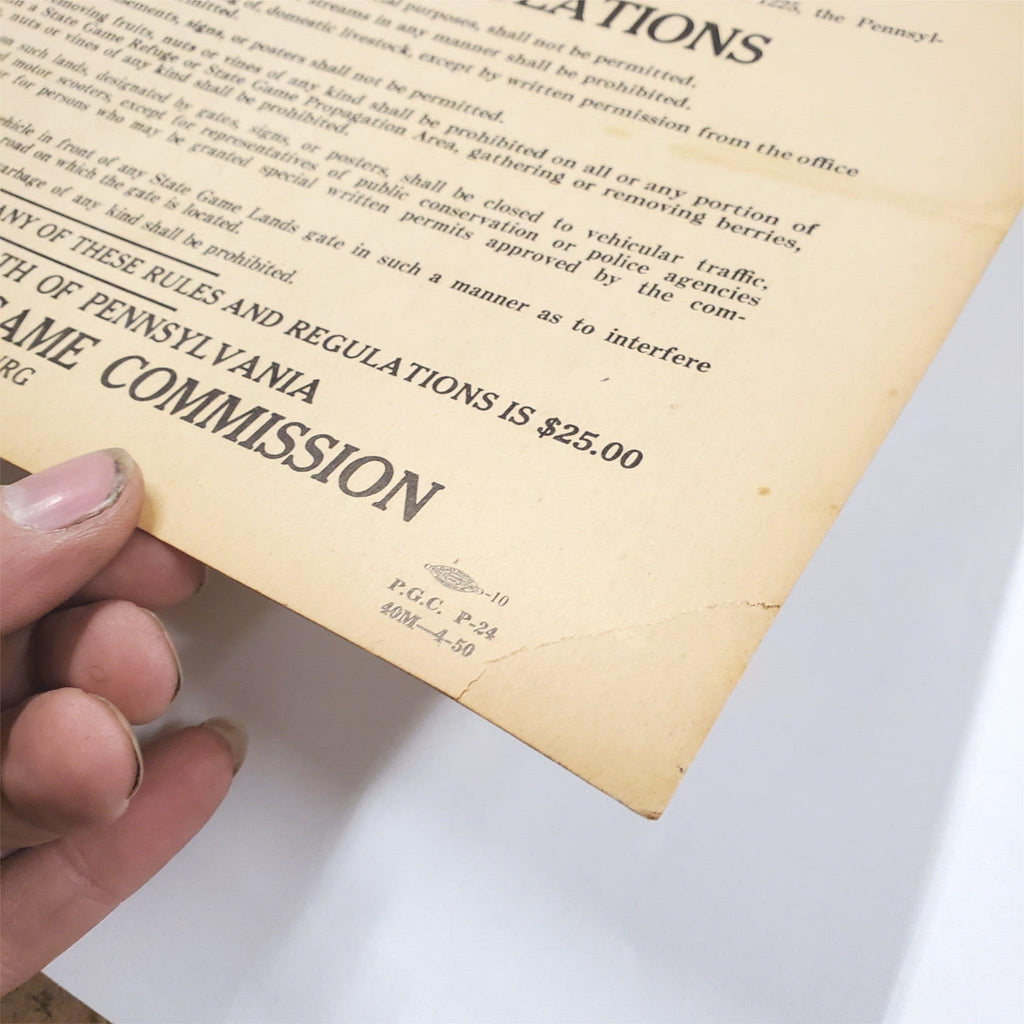 1225, the Pennsyl-
LATIONS
purposes, shall not be permitted.
streams in any manner shall be prohibited.
of, domestic livestock, except by written permission from the office
signs, or posters shall not be permitted.
removing fruits, nuts or vines of any kind shall be prohibited on all or any portion of
a State Game Refuge or State Game Propagation Area, gathering or removing berries,
nuts or vines of any kind shall be prohibited.
on such lands, designated by gates, signs, or posters, shall be closed to vehicular traffic,
motor scooters, except for representatives of public conservation or police agencies
or for persons who may be granted special written permits approved by the com-
vehicle in front of any State Game Lands gate in such a manner as to interfere
road on which the gate is located.
garbage of any kind shall be prohibited.
ANY OF THESE RULES AND REGULATIONS IS $25.00
TH OF PENNSYLVANIA
GAME COMMISSION
RG
-10
P.G.C. P-24
40M—4-50